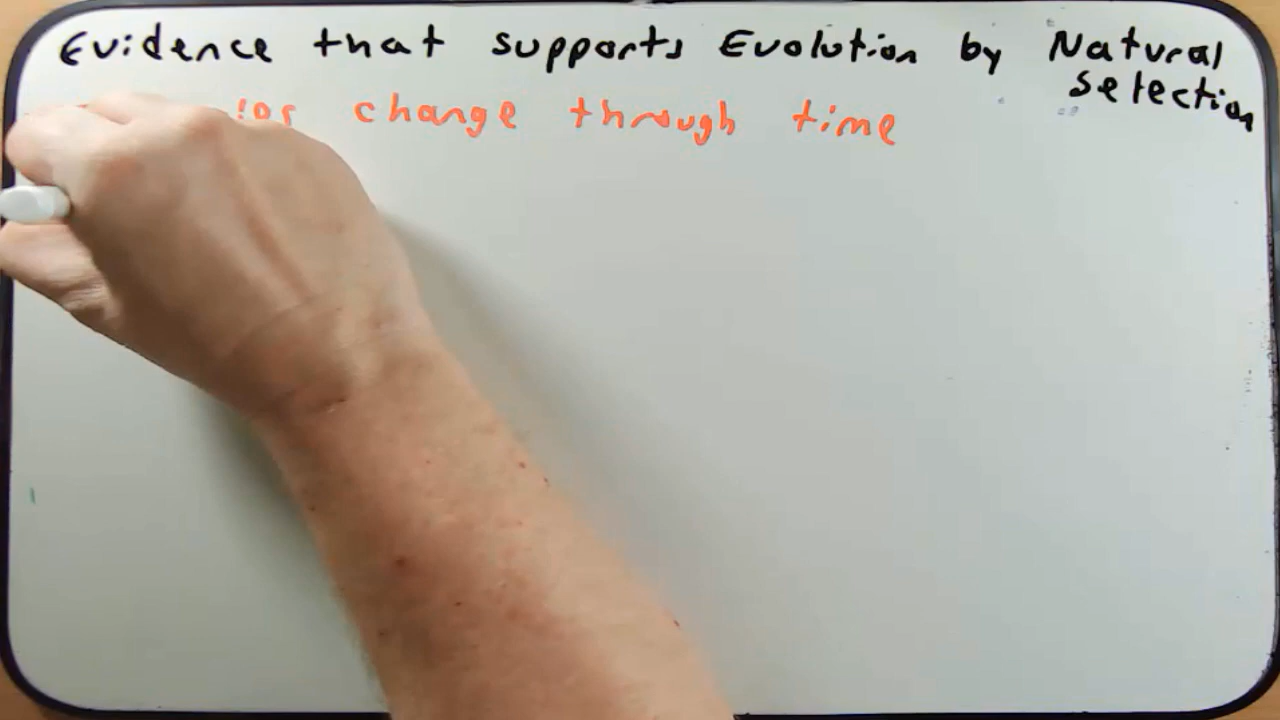 Evidence that supports Evolution by Natural
Selection
change through time